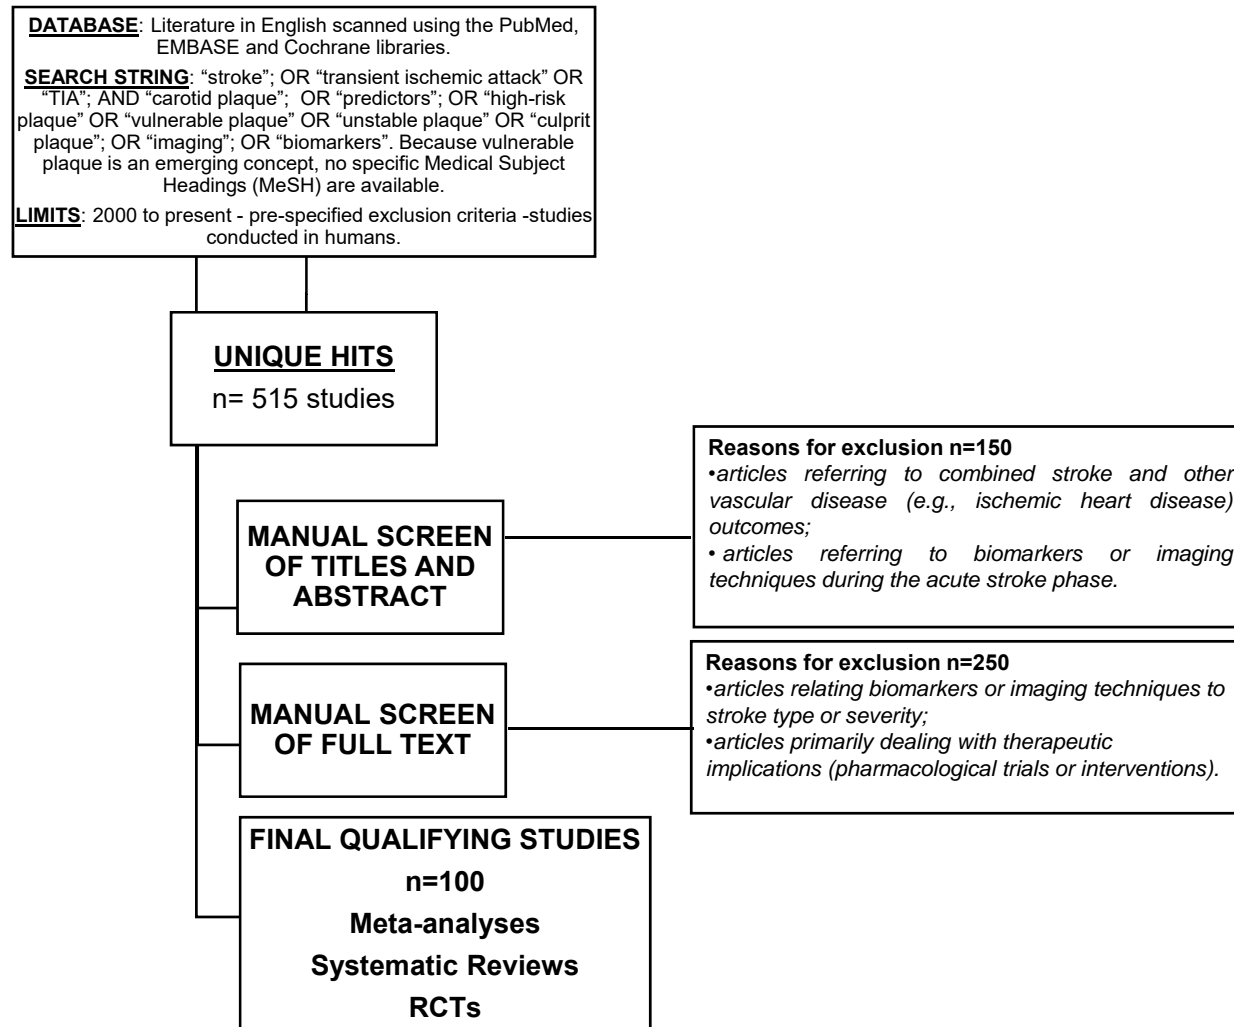 DATABASE: Literature in English scanned using the PubMed,
EMBASE and Cochrane libraries.
SEARCH STRING: “stroke”; OR “transient ischemic attack” OR
“TIA”; AND “carotid plaque”; OR “predictors”; OR “high-risk
plaque” OR “vulnerable plaque” OR “unstable plaque” OR “culprit
plaque”; OR “imaging”; OR “biomarkers”. Because vulnerable
plaque is an emerging concept, no specific Medical Subject
Headings (MeSH) are available.
LIMITS: 2000 to present - pre-specified exclusion criteria -studies
conducted in humans.
UNIQUE HITS
n= 515 studies
MANUAL SCREEN
OF TITLES AND
ABSTRACT
Reasons for exclusion n=150
•articles referring to combined stroke and other
vascular disease (e.g., ischemic heart disease)
outcomes;
• articles referring to biomarkers or imaging
techniques during the acute stroke phase.
MANUAL SCREEN
OF FULL TEXT
Reasons for exclusion n=250
•articles relating biomarkers or imaging techniques to
stroke type or severity;
•articles primarily dealing with therapeutic
implications (pharmacological trials or interventions).
FINAL QUALIFYING STUDIES
n=100
Meta-analyses
Systematic Reviews
RCTs